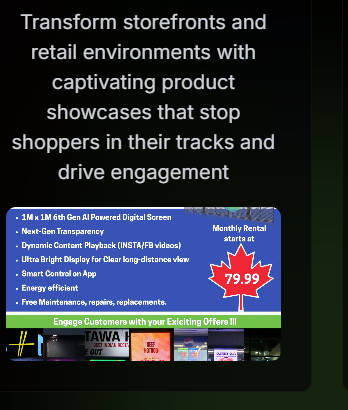 Transform storefronts and
retail environments with
captivating product
showcases that stop
shoppers in their tracks and
drive engagement
• 1M x 1M 6th Gen AI Powered Digital Screen
• Next-Gen Transparency
• Dynamic Content Playback (INSTA/FB videos)
• Ultra Bright Display for Clear long-distance view
• Smart Control on App
• Energy efficient
• Free Maintenance, repairs, replacements.
Monthly Rental
starts at
79.99
Engage Customers with your Exiciting Offers !!!
TAWA
BEEF
HOTDOG